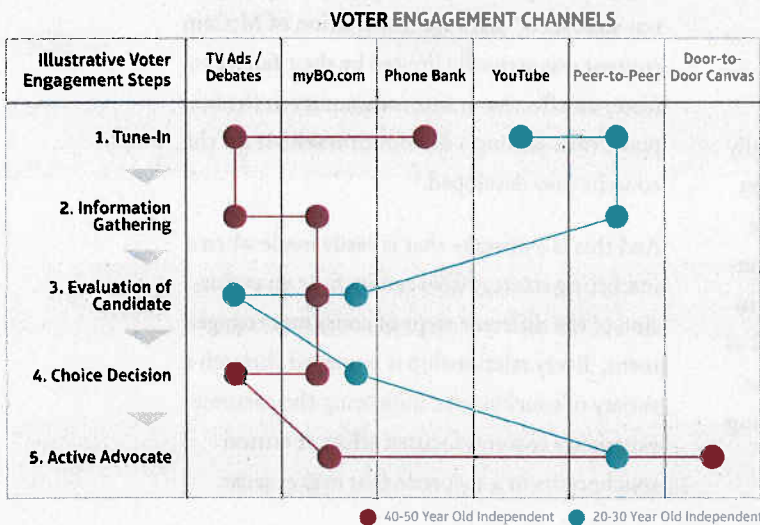 VOTER ENGAGEMENT CHANNELS
Illustrative Voter
Engagement Steps
TV Ads /
Debates
myBO.com
Phone Bank
YouTube
Peer-to-Peer
Door-to-
Door Canvas
1. Tune-In
2. Information
Gathering
3. Evaluation of
Candidate
4. Choice Decision
5. Active Advocate
40-50 Year Old Independent
20-30 Year Old Independent